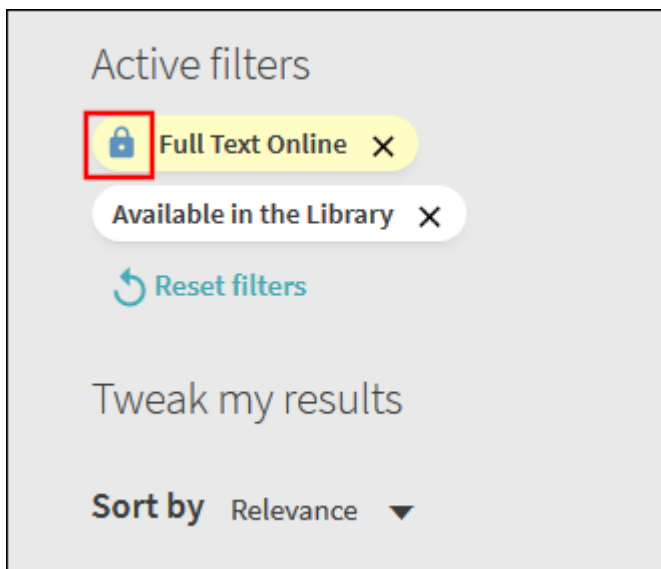 Active filters
Full Text Online
Available in the Library
Reset filters
Tweak my results
Sort by Relevance